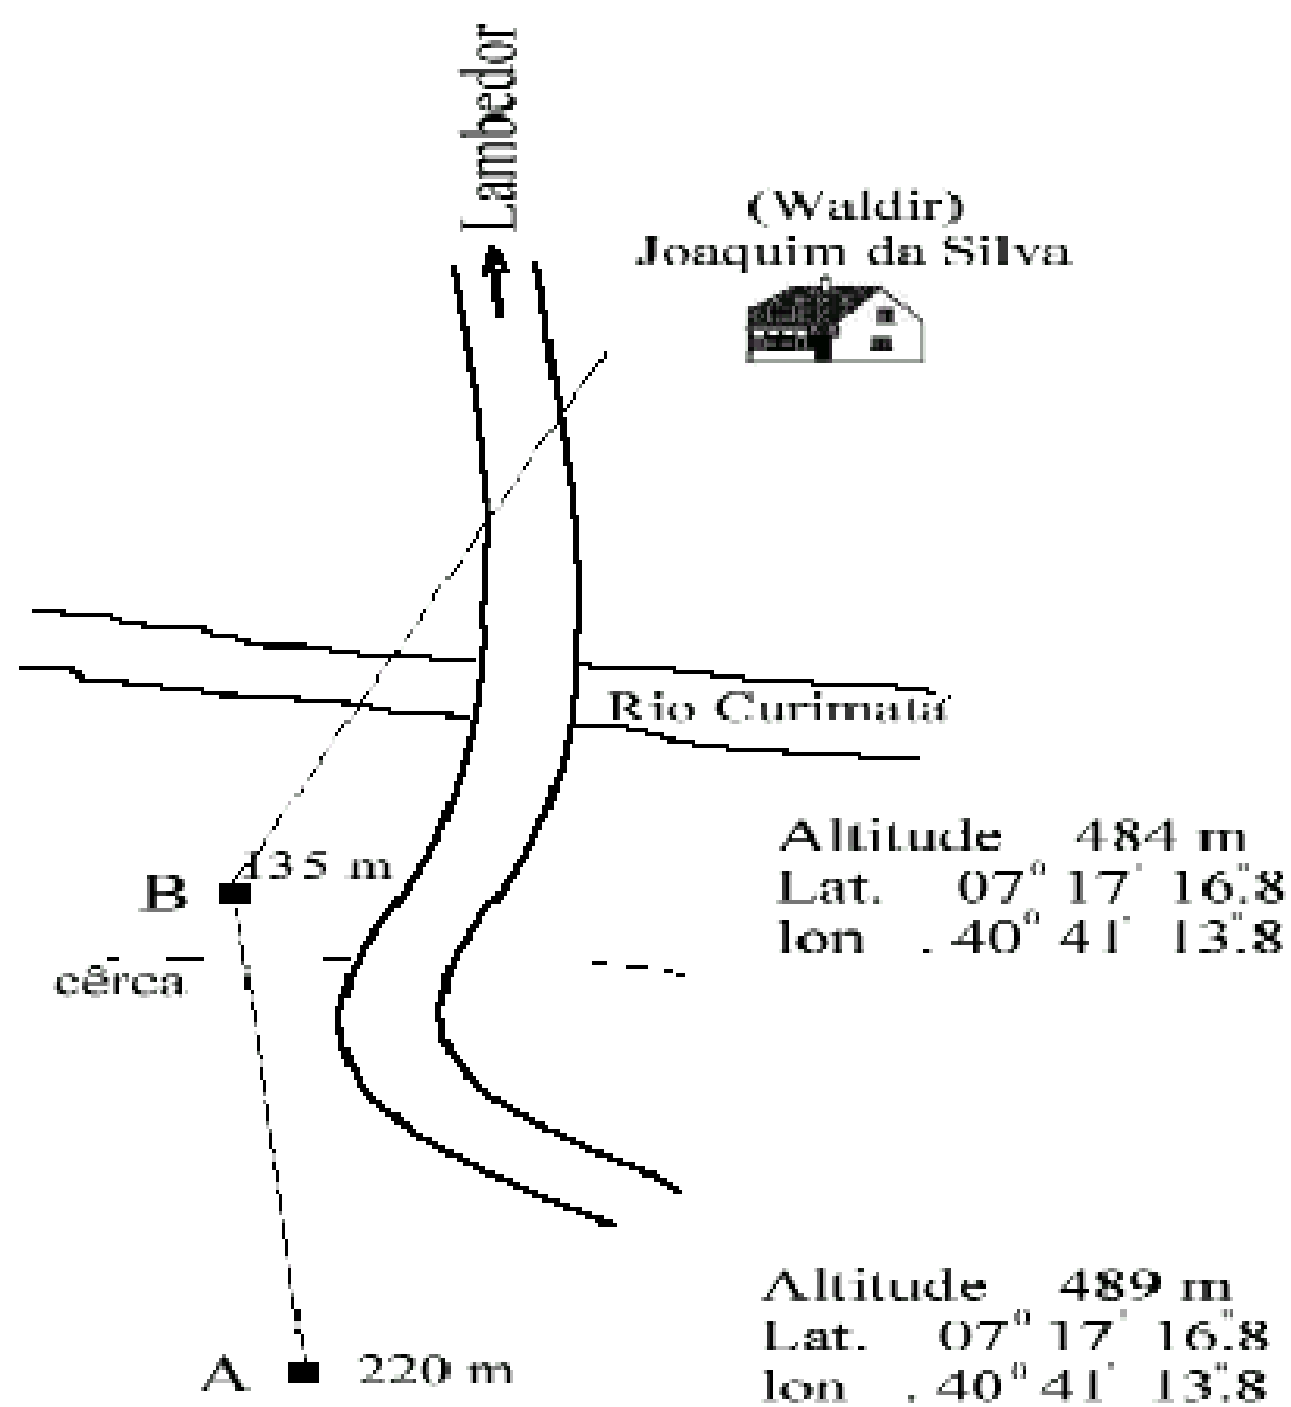 Lambedor
(Waldir)
Joaquim da Silva
Rio Curimatá
Altitude 484 m
Lat. 07° 17' 16".8
lon . 40° 41' 13".8
B 135 m
cêrca
Altitude 489 m
Lat. 07° 17' 16".8
lon . 40° 41' 13".8
A 220 m